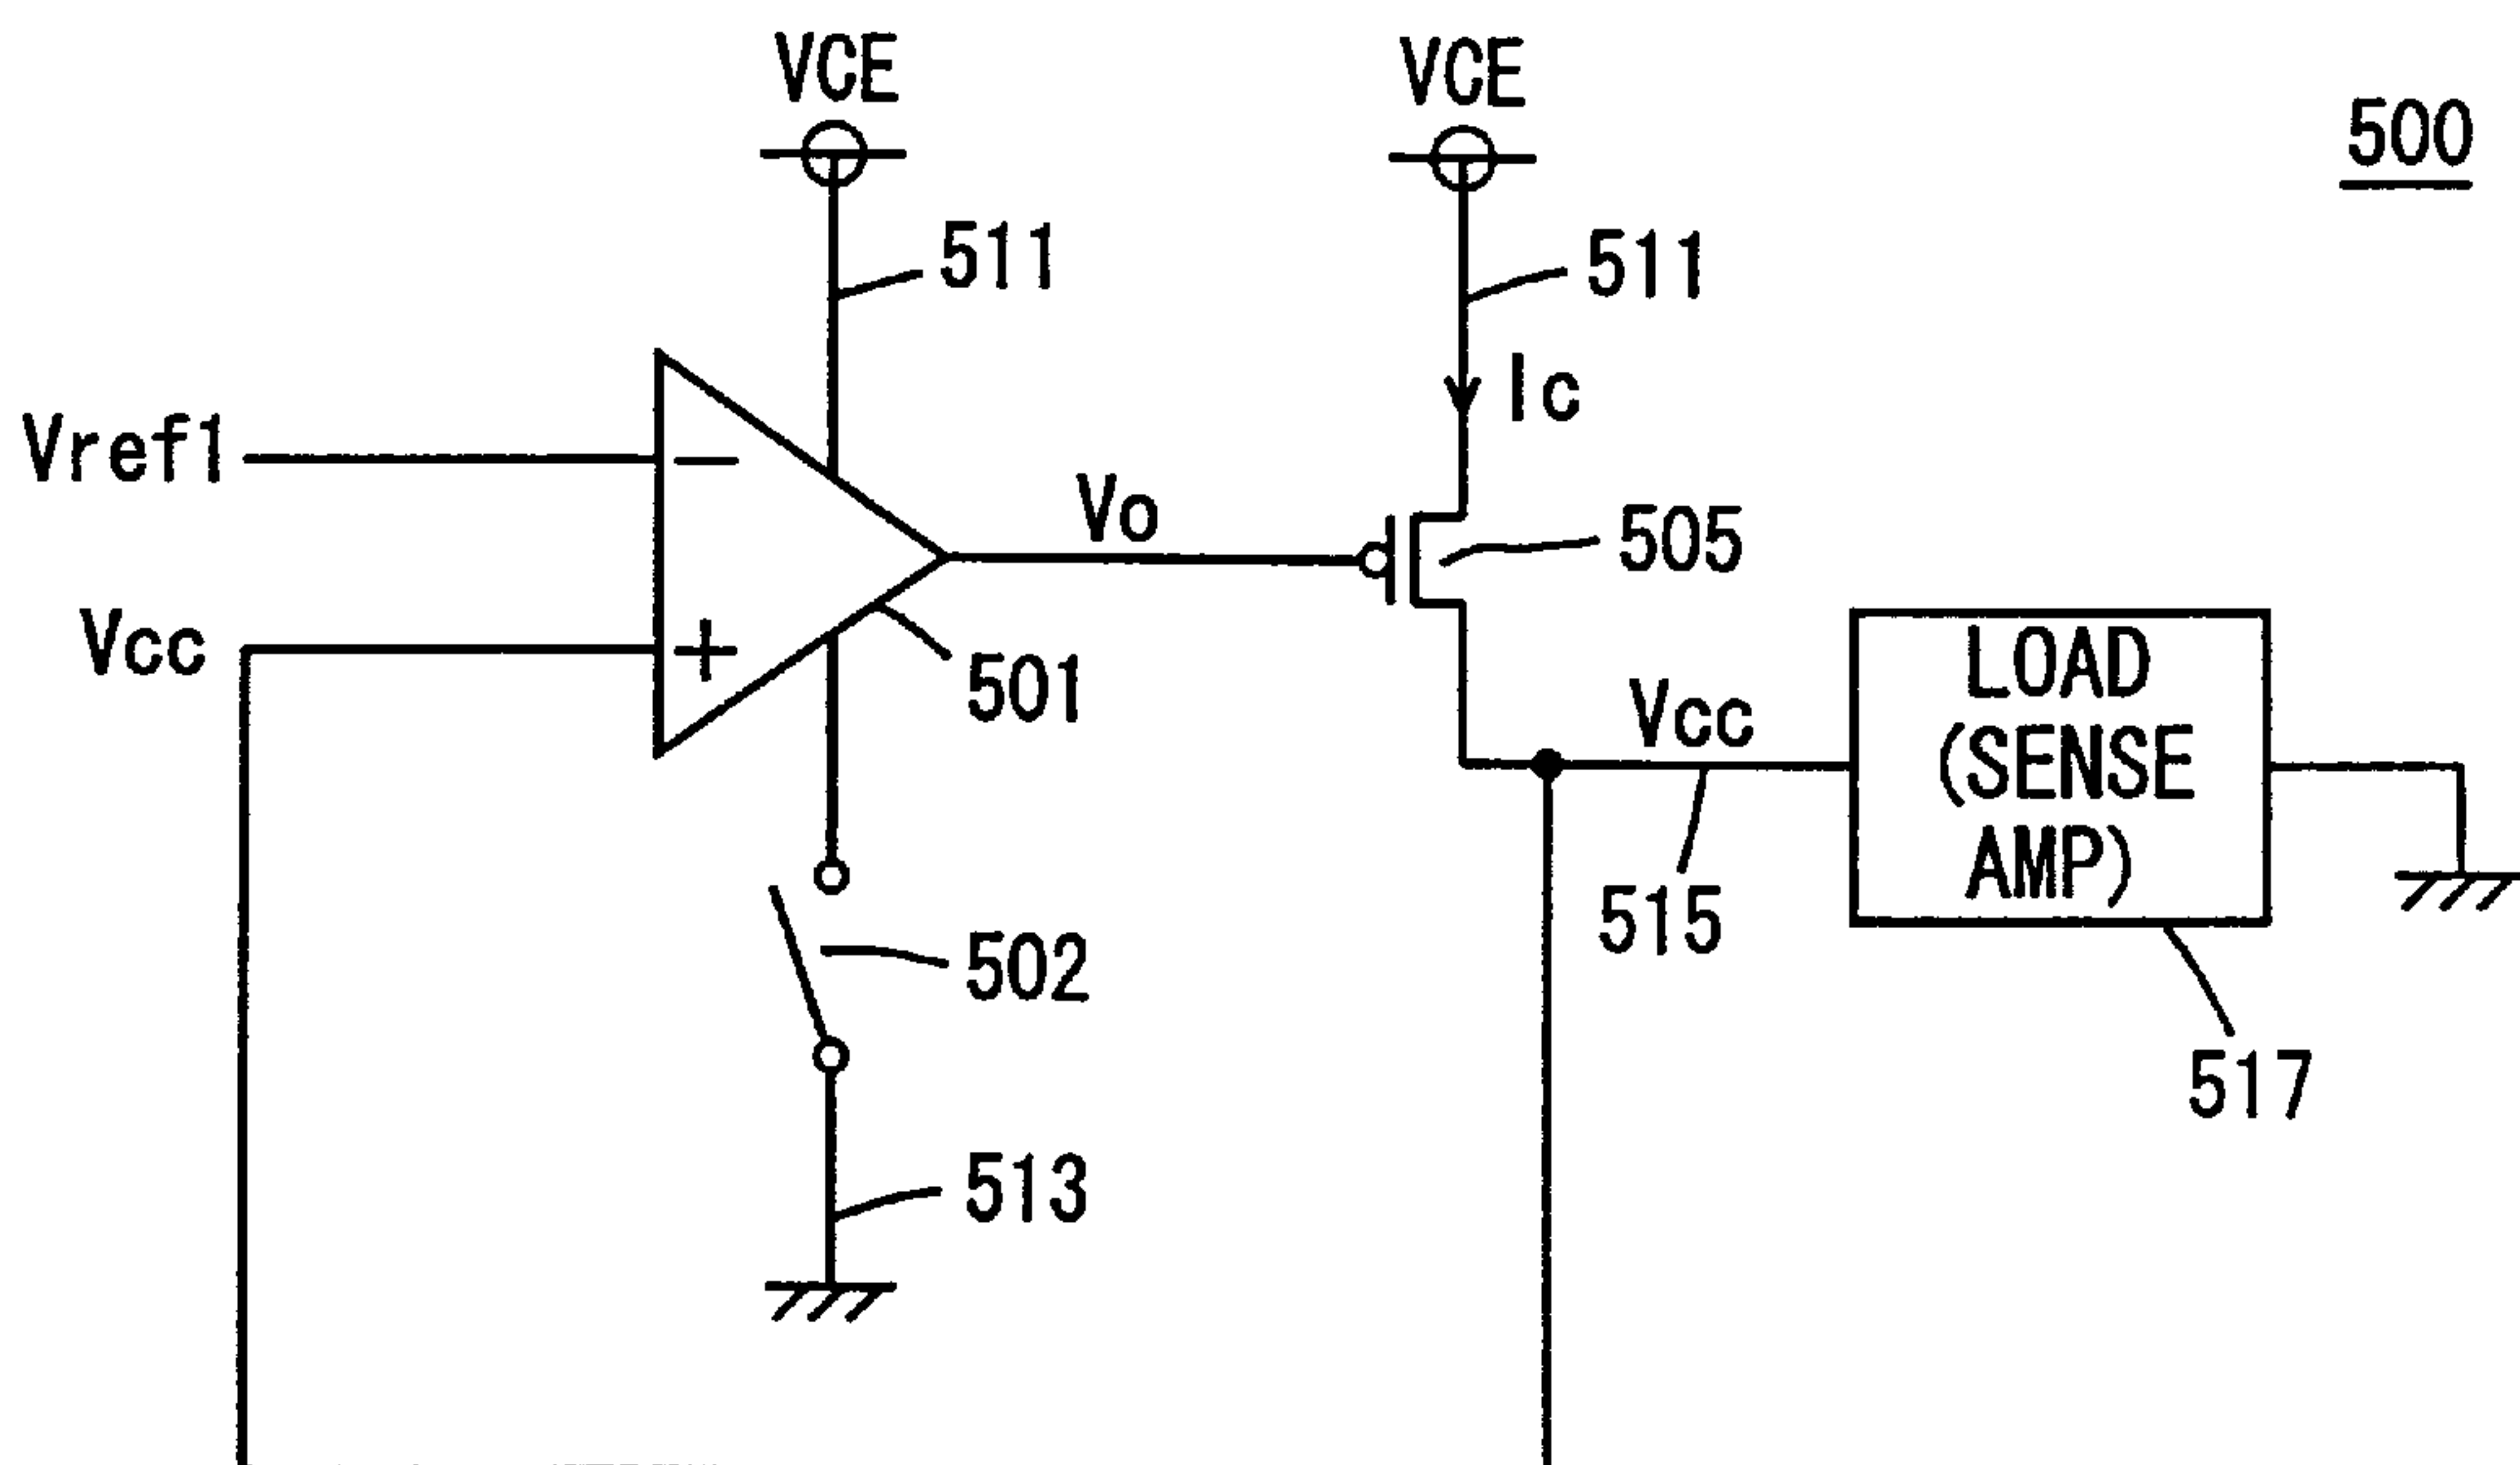 VCE
VCE
500
511
511
Ic
Vref1
−
Vo
505
Vcc
+
501
Vcc
LOAD
(SENSE
AMP)
515
502
517
513